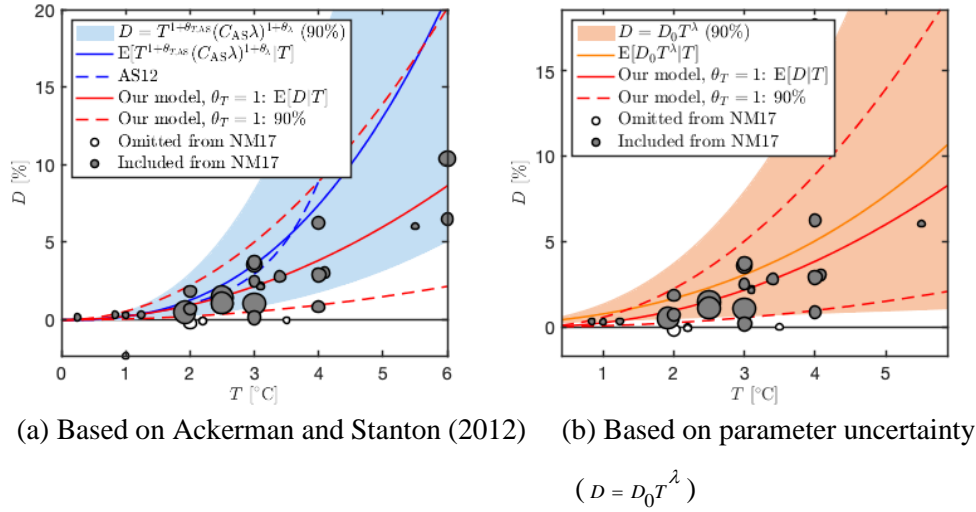 D = T^{1+θ_{T,AS}}(C_{AS}λ)^{1+θ_λ} (90%)
E[T^{1+θ_{T,AS}}(C_{AS}λ)^{1+θ_λ}|T]
AS12
Our model, θ_T = 1: E[D|T]
Our model, θ_T = 1: 90%
Omitted from NM17
Included from NM17
20
15
10
5
0
D [%]
0 1 2 3 4 5 6
T [°C]
D = D_0T^λ (90%)
E[D_0T^λ|T]
Our model, θ_T = 1: E[D|T]
Our model, θ_T = 1: 90%
Omitted from NM17
Included from NM17
15
10
5
0
D [%]
1 2 3 4 5
T [°C]
(a) Based on Ackerman and Stanton (2012)
(b) Based on parameter uncertainty
( D = D_0T^λ )